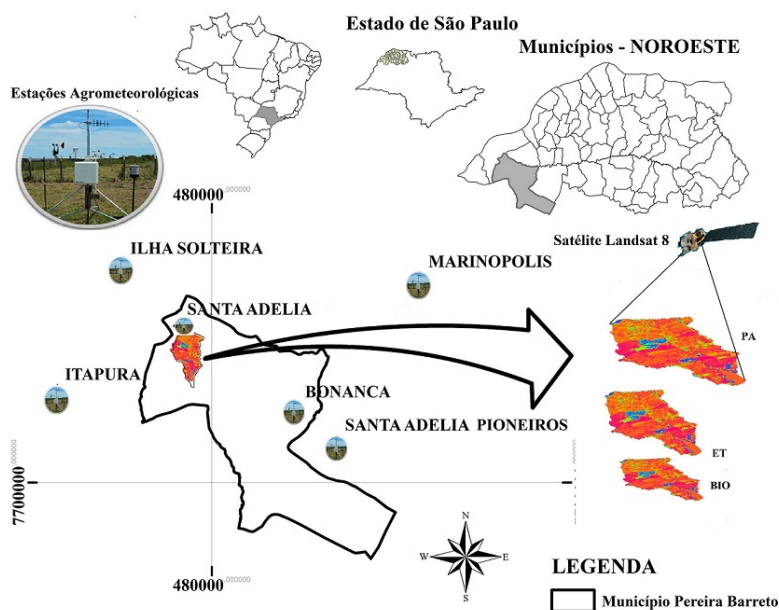 Estado de São Paulo
Municípios - NOROESTE
Estações Agrometeorológicas
480000,000000
Satélite Landsat 8
ILHA SOLTEIRA
MARINOPOLIS
SANTA ADELIA
PA
ITAPURA
BONANCA
SANTA ADELIA PIONEIROS
ET
BIO
7700000,000000
N
W
E
S
480000,000000
LEGENDA
Município Pereira Barreto